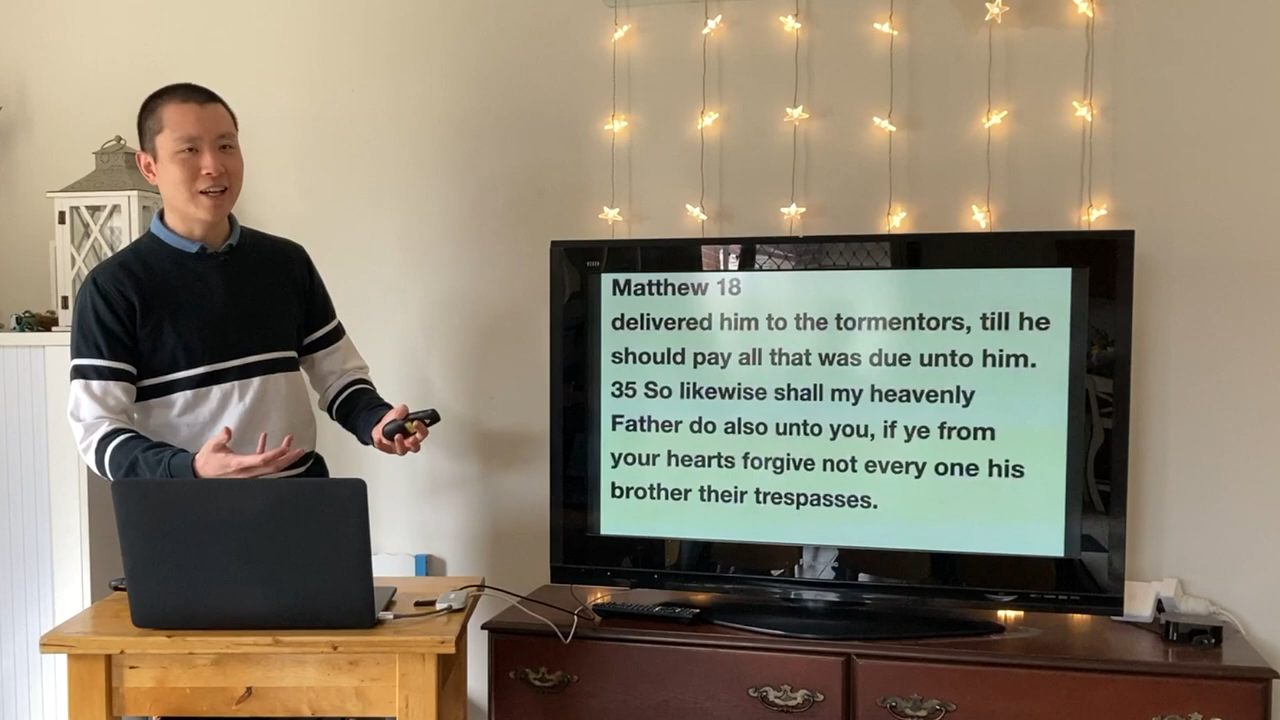 Matthew 18
delivered him to the tormentors, till he
should pay all that was due unto him.
35 So likewise shall my heavenly
Father do also unto you, if ye from
your hearts forgive not every one his
brother their trespasses.